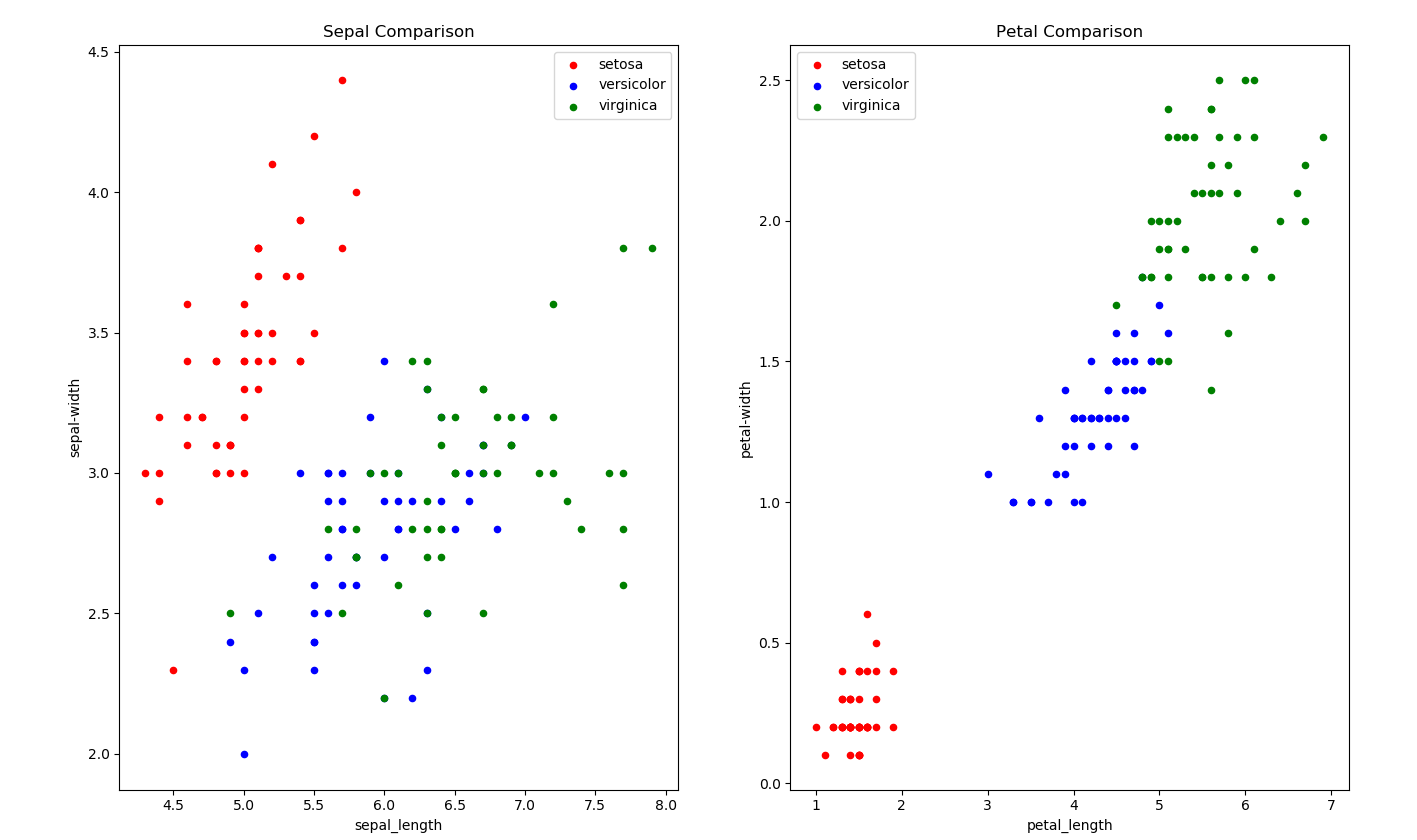 Sepal Comparison
4.5
4.0
3.5
3.0
2.5
2.0
sepal-width
setosa
versicolor
virginica
4.5 5.0 5.5 6.0 6.5 7.0 7.5 8.0
sepal_length
Petal Comparison
2.5
2.0
1.5
1.0
0.5
0.0
petal-width
setosa
versicolor
virginica
1 2 3 4 5 6 7
petal_length